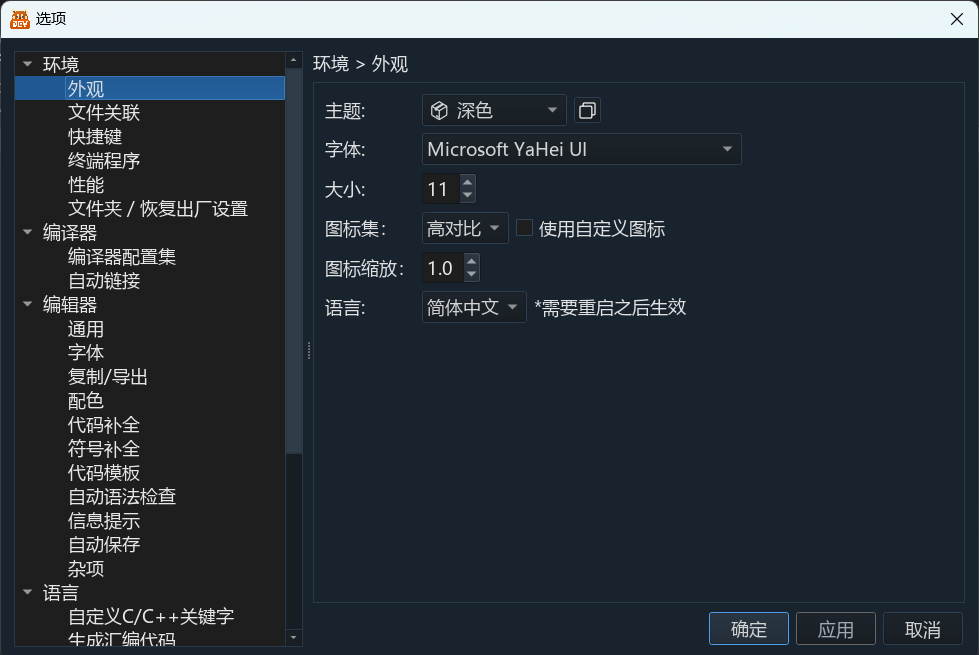 选项
环境
外观
文件关联
快捷键
终端程序
性能
文件夹 / 恢复出厂设置
编译器
编译器配置集
自动链接
编辑器
通用
字体
复制/导出
配色
代码补全
符号补全
代码模板
自动语法检查
信息提示
自动保存
杂项
语言
自定义C/C++关键字
生成汇编代码
环境 > 外观
主题: 深色
字体: Microsoft YaHei UI
大小: 11
图标集: 高对比 使用自定义图标
图标缩放: 1.0
语言: 简体中文 *需要重启之后生效
确定 应用 取消